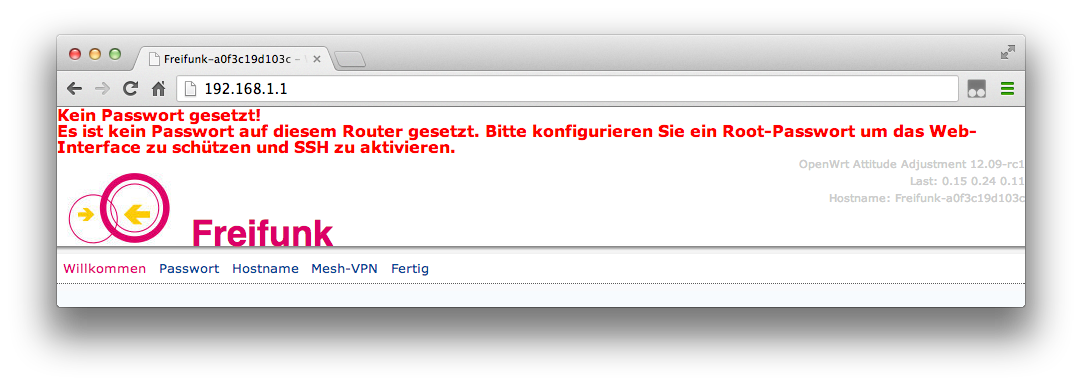 Freifunk-a0f3c19d103c –
192.168.1.1
Kein Passwort gesetzt!
Es ist kein Passwort auf diesem Router gesetzt. Bitte konfigurieren Sie ein Root-Passwort um das Web-
Interface zu schützen und SSH zu aktivieren.
OpenWrt Attitude Adjustment 12.09-rc1
Last: 0.15 0.24 0.11
Hostname: Freifunk-a0f3c19d103c
Freifunk
Willkommen Passwort Hostname Mesh-VPN Fertig